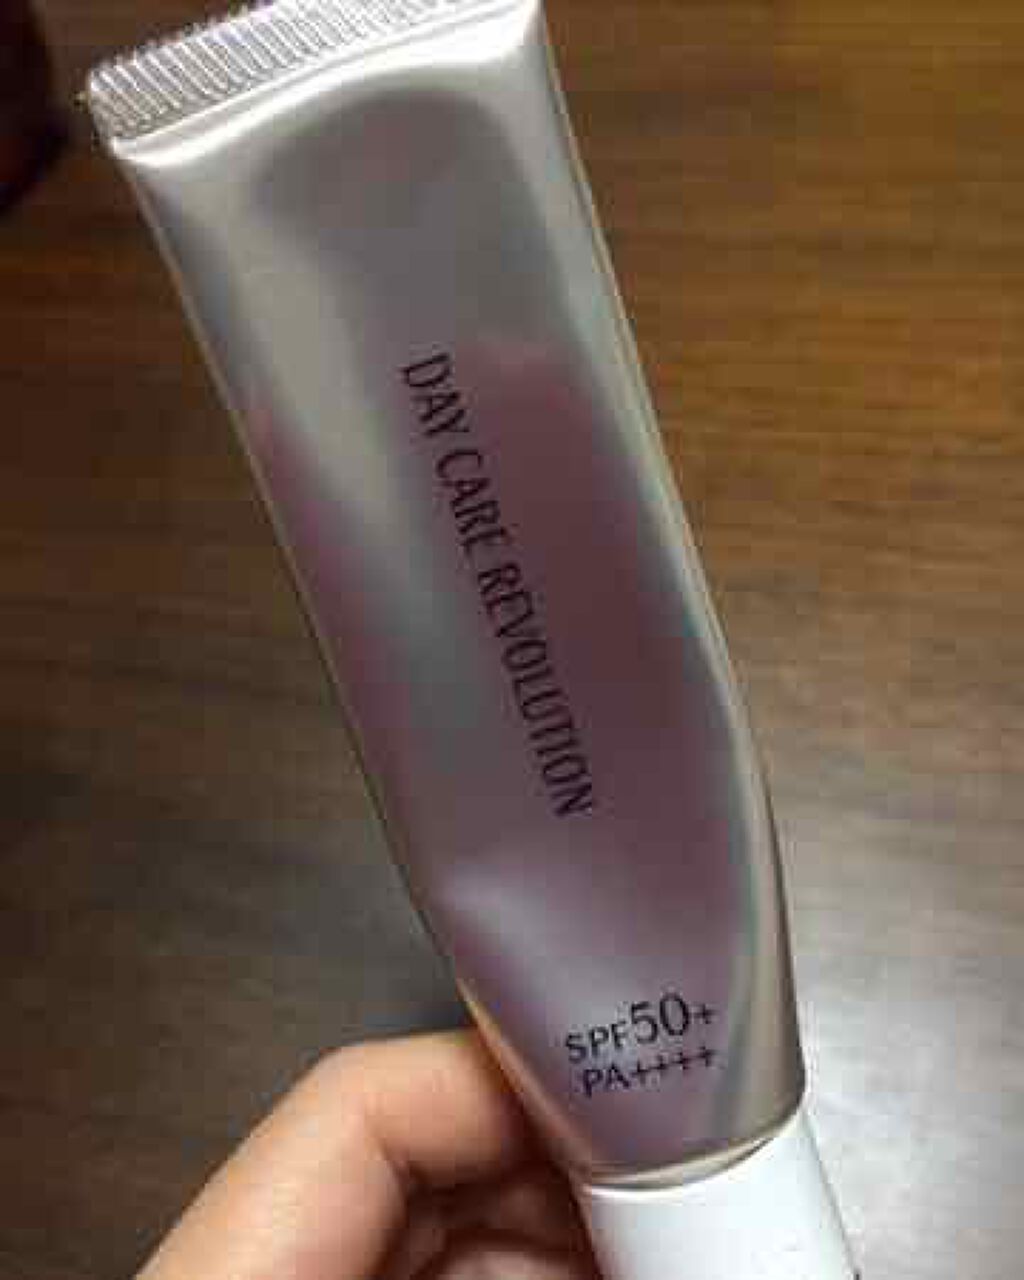 DAY CARE REVOLUTION
SPF50+
PA++++